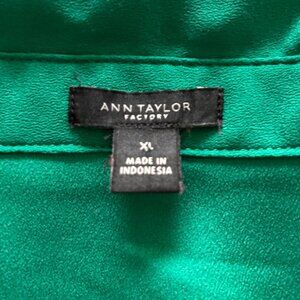 ANN TAYLOR
FACTORY
XL
MADE IN
INDONESIA